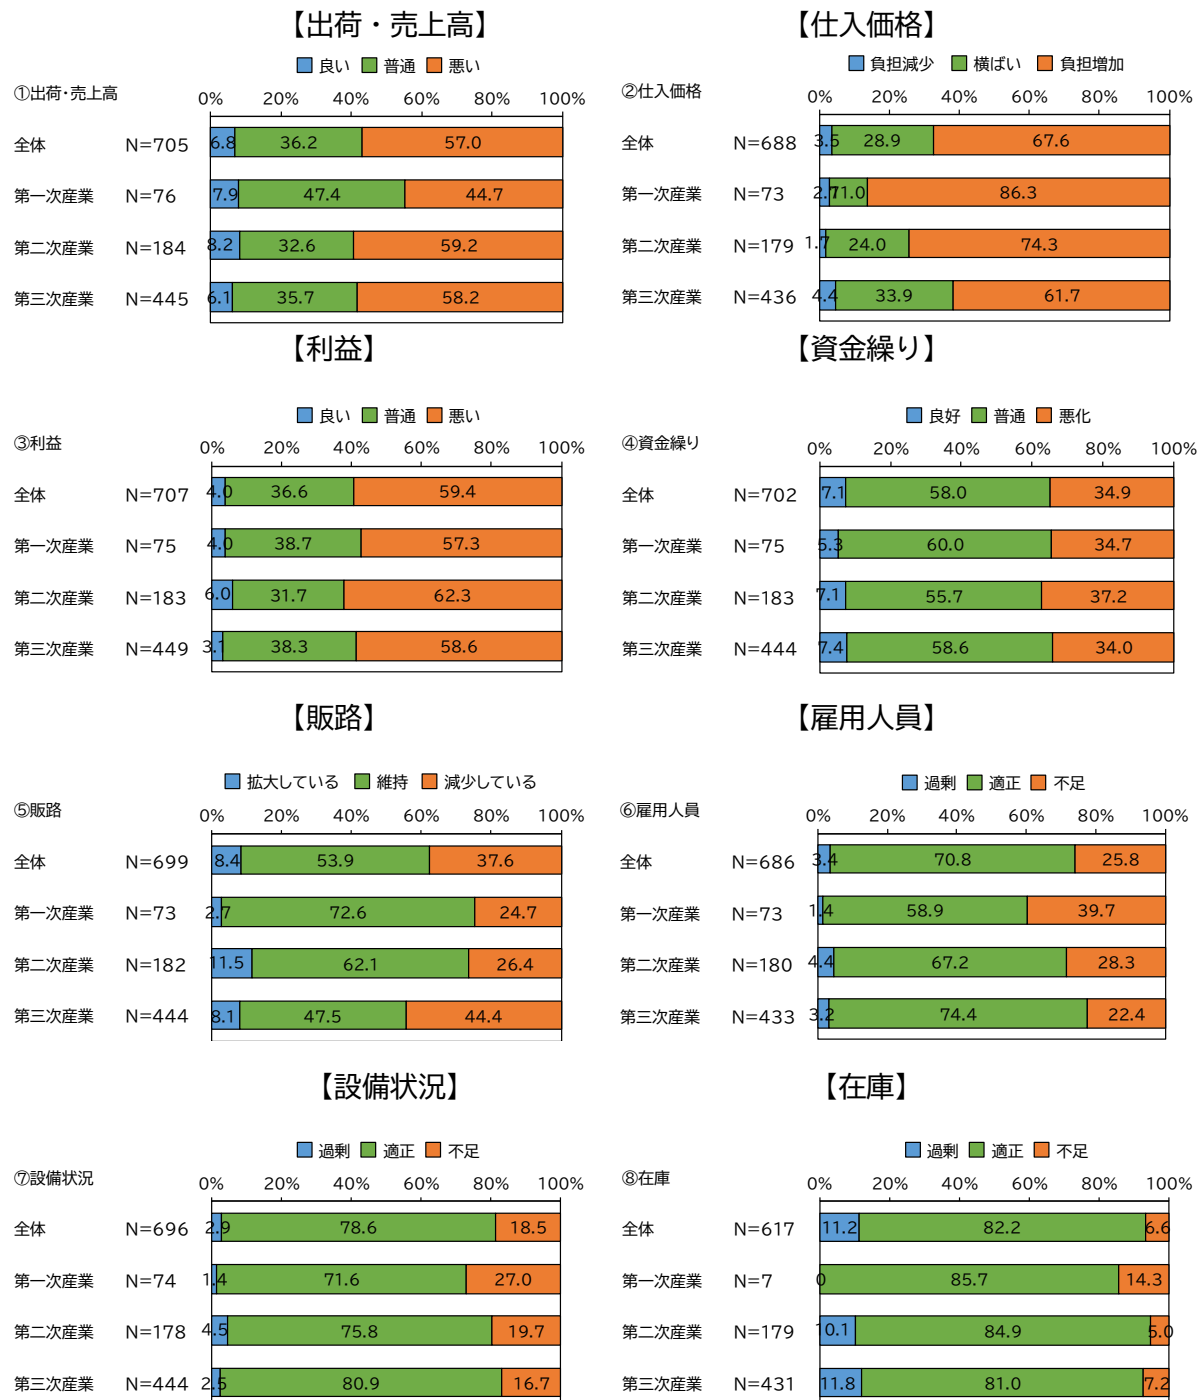 【出荷・売上高】
良い 普通 悪い
①出荷・売上高
0% 20% 40% 60% 80% 100%
全体 N=705 6.8 36.2 57.0
第一次産業 N=76 7.9 47.4 44.7
第二次産業 N=184 8.2 32.6 59.2
第三次産業 N=445 6.1 35.7 58.2
【仕入価格】
負担減少 横ばい 負担増加
②仕入価格
0% 20% 40% 60% 80% 100%
全体 N=688 3.5 28.9 67.6
第一次産業 N=73 2.7 11.0 86.3
第二次産業 N=179 1.7 24.0 74.3
第三次産業 N=436 4.4 33.9 61.7
【利益】
良い 普通 悪い
③利益
0% 20% 40% 60% 80% 100%
全体 N=707 4.0 36.6 59.4
第一次産業 N=75 4.0 38.7 57.3
第二次産業 N=183 6.0 31.7 62.3
第三次産業 N=449 3.1 38.3 58.6
【資金繰り】
良好 普通 悪化
④資金繰り
0% 20% 40% 60% 80% 100%
全体 N=702 7.1 58.0 34.9
第一次産業 N=75 5.3 60.0 34.7
第二次産業 N=183 7.1 55.7 37.2
第三次産業 N=444 7.4 58.6 34.0
【販路】
拡大している 維持 減少している
⑤販路
0% 20% 40% 60% 80% 100%
全体 N=699 8.4 53.9 37.6
第一次産業 N=73 2.7 72.6 24.7
第二次産業 N=182 11.5 62.1 26.4
第三次産業 N=444 8.1 47.5 44.4
【雇用人員】
過剰 適正 不足
⑥雇用人員
0% 20% 40% 60% 80% 100%
全体 N=686 3.4 70.8 25.8
第一次産業 N=73 1.4 58.9 39.7
第二次産業 N=180 4.4 67.2 28.3
第三次産業 N=433 3.2 74.4 22.4
【設備状況】
過剰 適正 不足
⑦設備状況
0% 20% 40% 60% 80% 100%
全体 N=696 2.9 78.6 18.5
第一次産業 N=74 1.4 71.6 27.0
第二次産業 N=178 4.5 75.8 19.7
第三次産業 N=444 2.5 80.9 16.7
【在庫】
過剰 適正 不足
⑧在庫
0% 20% 40% 60% 80% 100%
全体 N=617 11.2 82.2 6.6
第一次産業 N=7 0 85.7 14.3
第二次産業 N=179 10.1 84.9 5.0
第三次産業 N=431 11.8 81.0 7.2